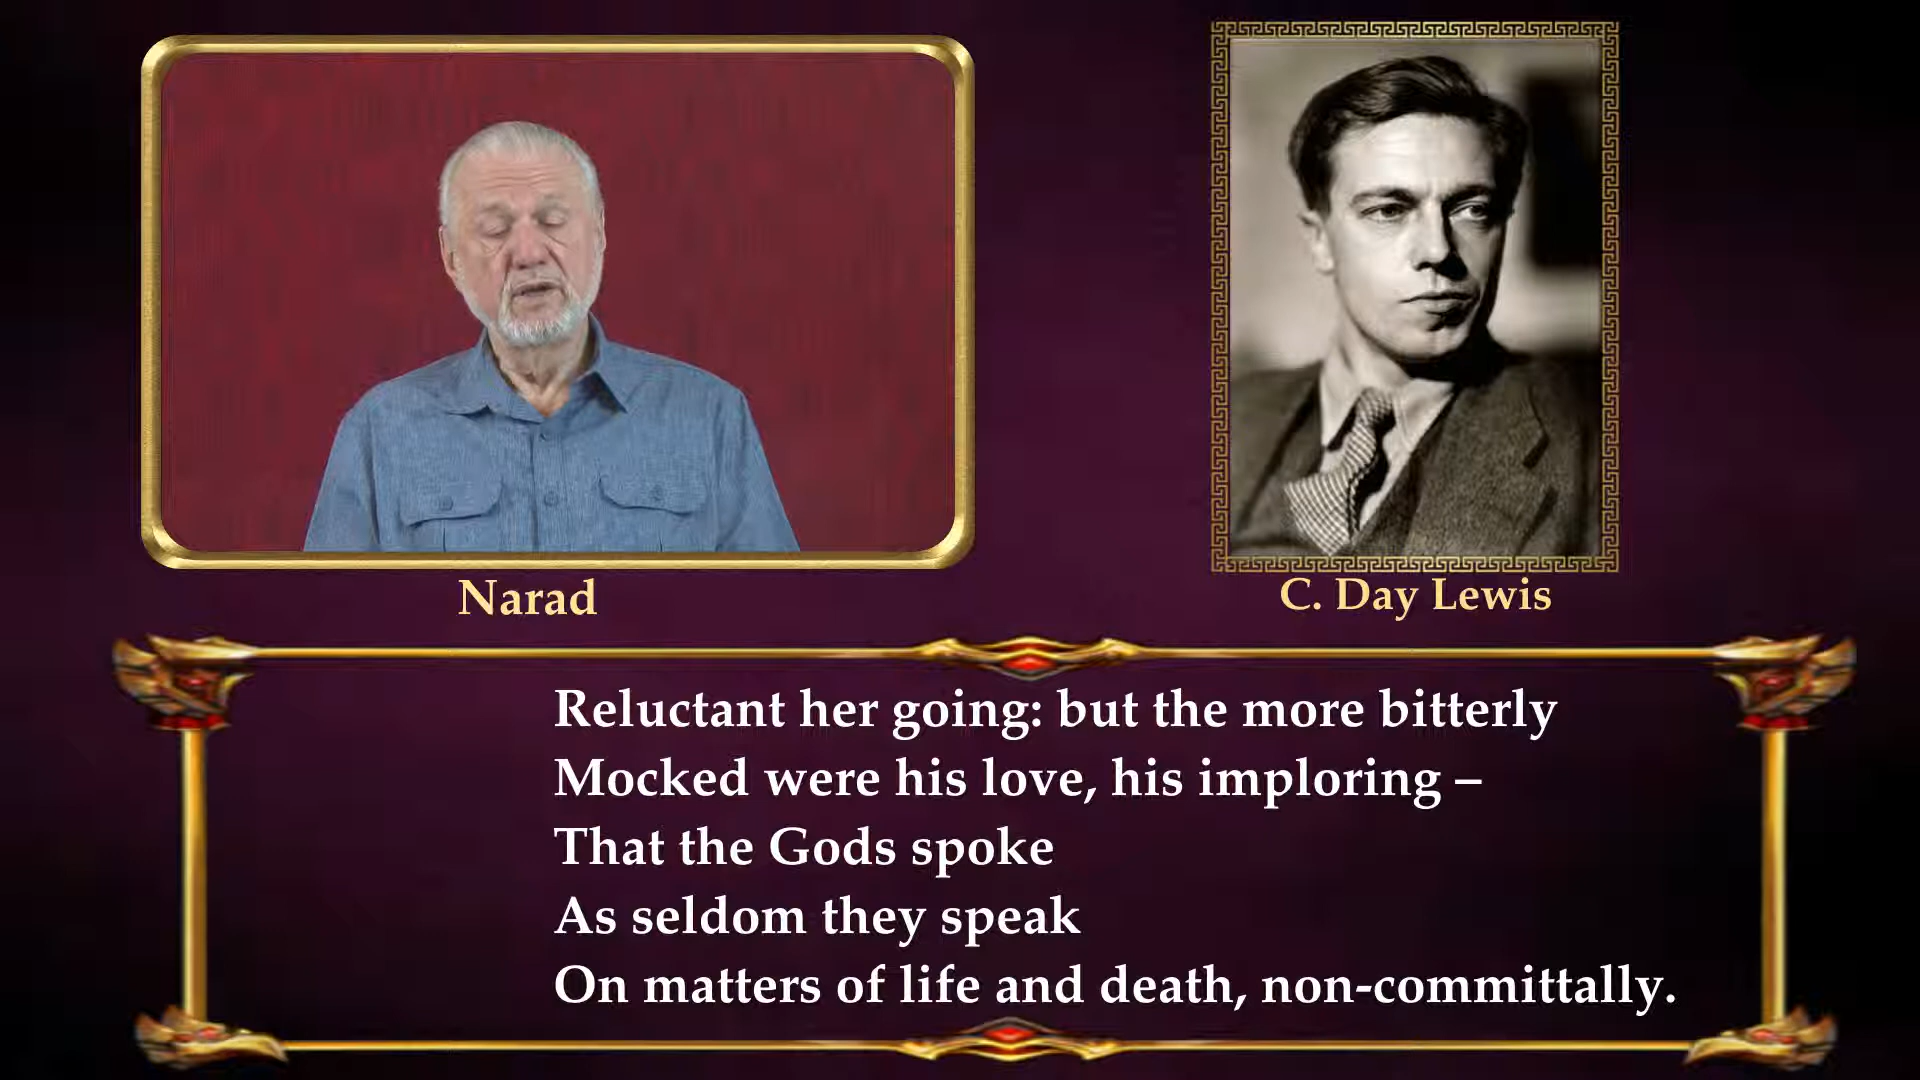 Narad
C. Day Lewis
Reluctant her going: but the more bitterly
Mocked were his love, his imploring –
That the Gods spoke
As seldom they speak
On matters of life and death, non-committally.